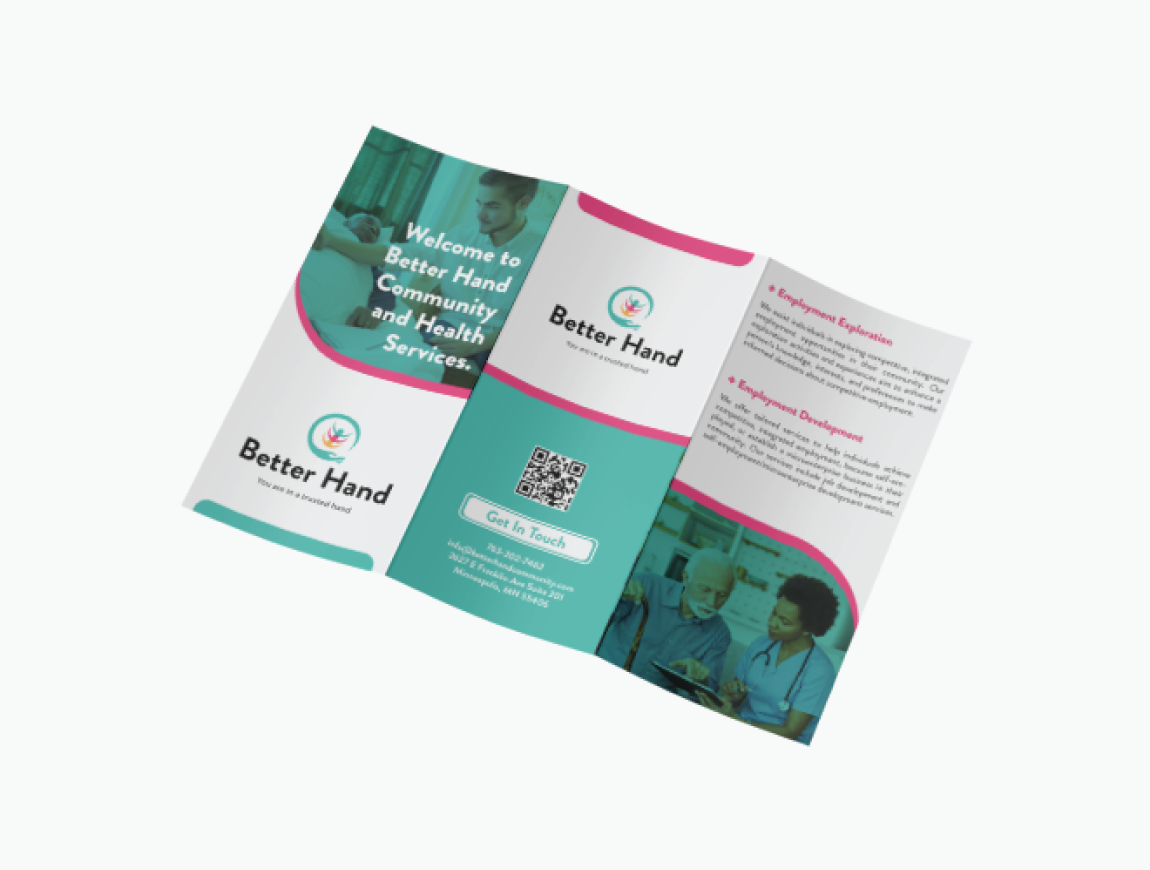 Welcome to
Better Hand
Community
and Health
Services.
Better Hand
You are in a trusted hand
Better Hand
You are in a trusted hand
Get In Touch
763-202-7462
info@betterhandcommunity.com
2627 E Franklin Ave Suite 201
Minneapolis, MN 55406
Employment Exploration
We assist individuals in exploring competitive, integrated
employment opportunities in their community. Our
exploration activities and experiences aim to enhance a
person's knowledge, interests, and preferences to make
informed decisions about competitive employment.
Employment Development
We offer tailored services to help individuals achieve
competitive, integrated employment, become self-em-
ployed, or establish a microenterprise business in their
community. Our services include job development and
self-employment/microenterprise development services.